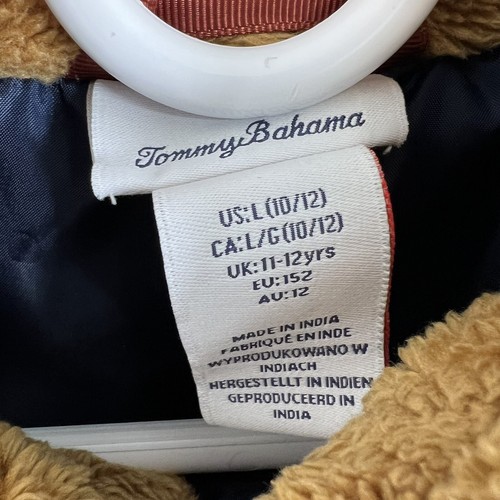 Tommy Bahama
US: L (10/12)
CA: L/G (10/12)
UK: 11-12yrs
EU: 152
AU: 12
MADE IN INDIA
FABRIQUÉ EN INDE
WYPRODUKOWANO W
INDIACH
HERGESTELLT IN INDIEN
GEPRODUCEERD IN
INDIA